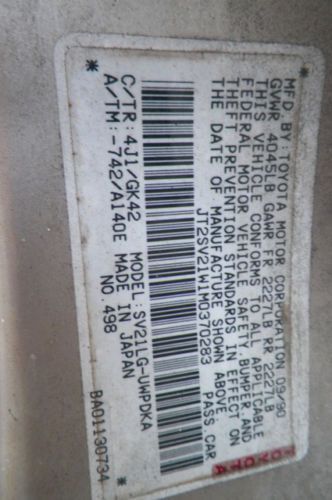 MFD.BY:TOYOTA MOTOR CORPORATION 09/90
GVWR 4045LB GAWR FR 2227LB RR 2227LB
THIS VEHICLE CONFORMS TO ALL APPLICABLE
FEDERAL MOTOR VEHICLE SAFETY,BUMPER,AND
THEFT PREVENTION STANDARDS IN EFFECT ON
THE DATE OF MANUFACTURE SHOWN ABOVE.
JT2SV21W1M0370283 PASS.CAR
C/TR:4J1/GK42 MODEL:SV21LG-UWPDKA
A/TM:-742/A140E MADE IN JAPAN
NO.498
BA01130734
TOYOTA